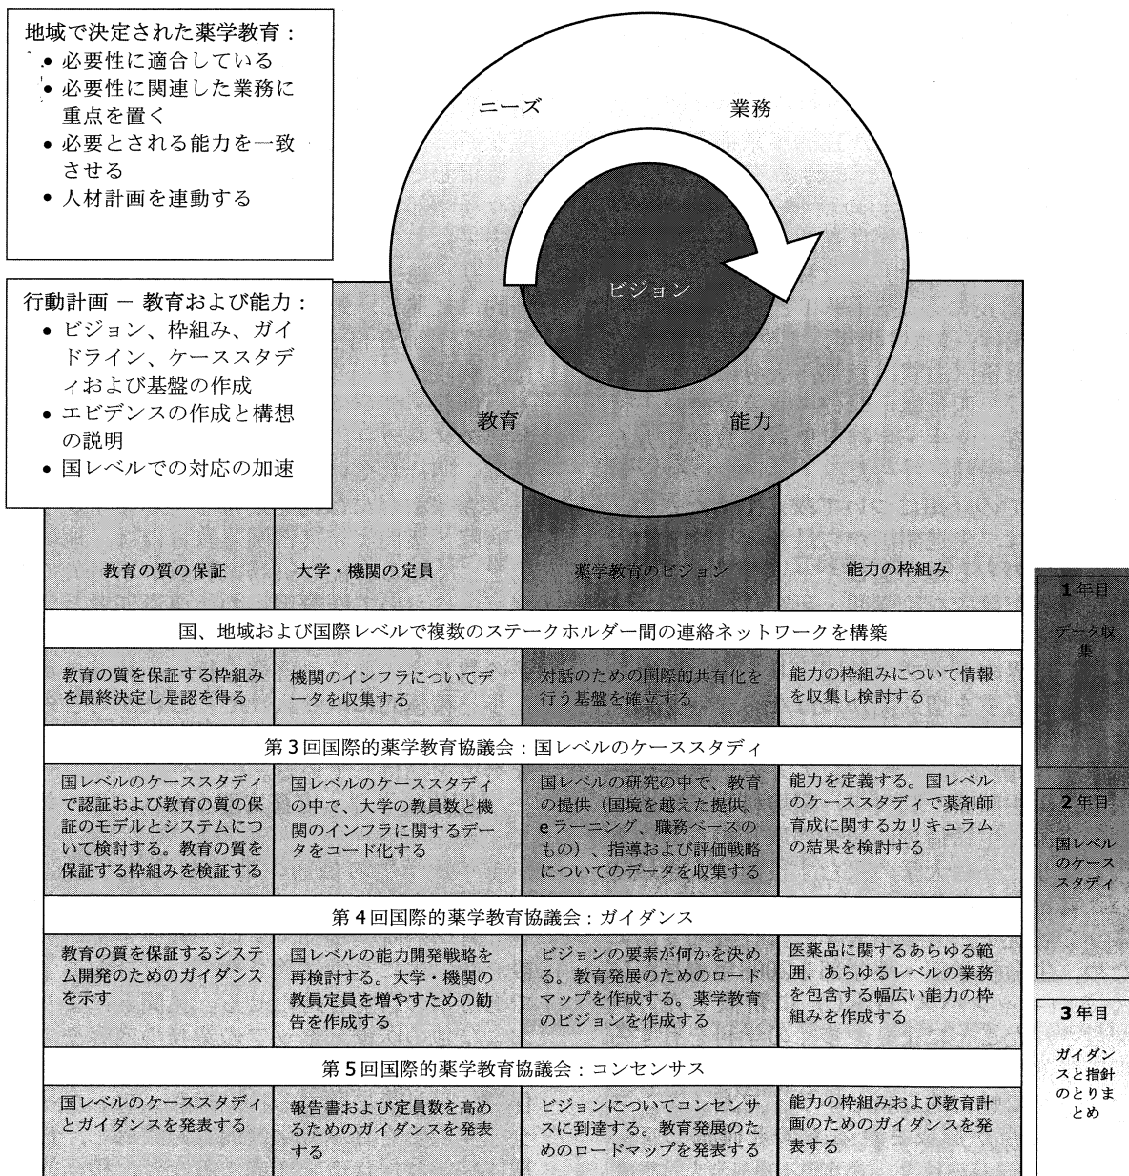 地域で決定された薬学教育：
• 必要性に適合している
• 必要性に関連した業務に
重点を置く
• 必要とされる能力を一致
させる
• 人材計画を連動する
ニーズ
業務
ビジョン
教育
能力
行動計画 － 教育および能力：
• ビジョン、枠組み、ガイ
ドライン、ケーススタデ
ィおよび基盤の作成
• エビデンスの作成と構想
の説明
• 国レベルでの対応の加速
教育の質の保証
大学・機関の定員
薬学教育のビジョン
能力の枠組み
国、地域および国際レベルで複数のステークホルダー間の連絡ネットワークを構築
教育の質を保証する枠組み
を最終決定し是認を得る
機関のインフラについてデ
ータを収集する
対話のための国際的共有化を
行う基盤を確立する
能力の枠組みについて情報
を収集し検討する
第3回国際的薬学教育協議会：国レベルのケーススタディ
国レベルのケーススタディ
で認証および教育の質の保
証のモデルとシステムにつ
いて検討する。教育の質を
保証する枠組みを検証する
国レベルのケーススタディ
の中で、大学の教員数と機
関のインフラに関するデー
タをコード化する
国レベルの研究の中で、教育
の提供（国境を越えた提供、
eラーニング、職務ベースの
もの）、指導および評価戦略
についてのデータを収集する
能力を定義する。国レベル
のケーススタディで薬剤師
育成に関するカリキュラム
の結果を検討する
第4回国際的薬学教育協議会：ガイダンス
教育の質を保証するシステ
ム開発のためのガイダンス
を示す
国レベルの能力開発戦略を
再検討する。大学・機関の
教員定員を増やすための勧
告を作成する
ビジョンの要素が何かを決め
る。教育発展のためのロード
マップを作成する。薬学教育
のビジョンを作成する
医薬品に関するあらゆる範
囲、あらゆるレベルの業務
を包含する幅広い能力の枠
組みを作成する
第5回国際的薬学教育協議会：コンセンサス
国レベルのケーススタディ
とガイダンスを発表する
報告書および定員数を高め
るためのガイダンスを発表
する
ビジョンについてコンセンサ
スに到達する。教育発展のた
めのロードマップを発表する
能力の枠組みおよび教育計
画のためのガイダンスを発
表する
1年目
データ収
集
2年目
国レベル
のケース
スタディ
3年目
ガイダン
スと指針
のとりま
とめ